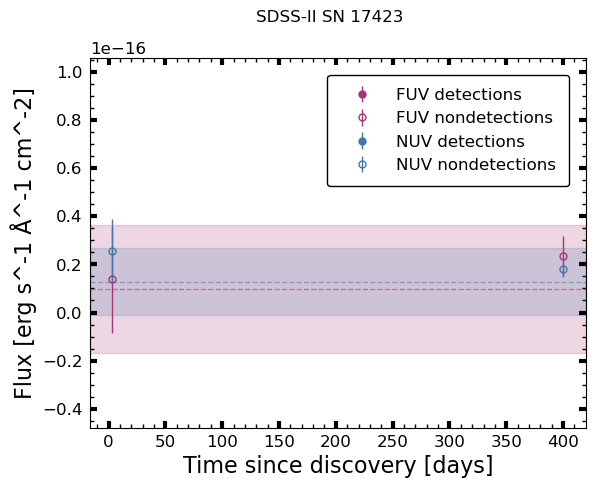 SDSS-II SN 17423
1e−16
1.0
0.8
0.6
0.4
0.2
0.0
−0.2
−0.4
Flux [erg s^-1 Å^-1 cm^-2]
FUV detections
FUV nondetections
NUV detections
NUV nondetections
0 50 100 150 200 250 300 350 400
Time since discovery [days]